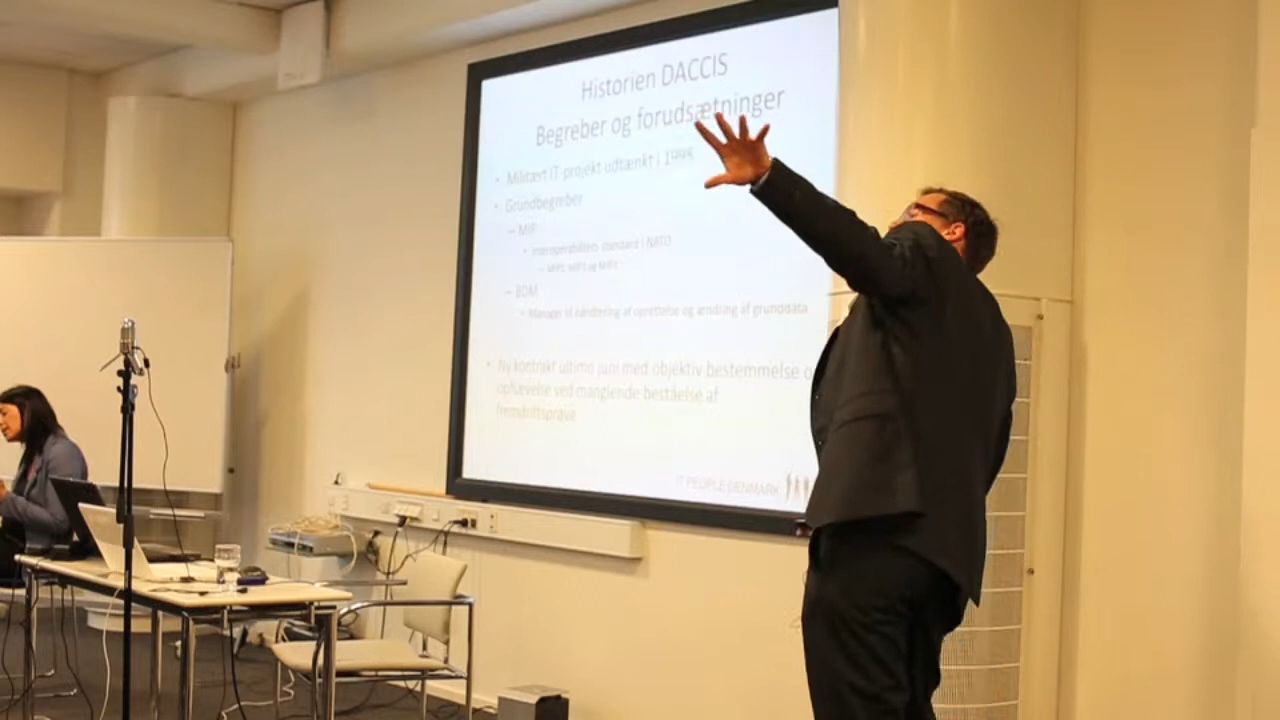 Historien DACCIS
Begreber og forudsætninger
• Militært IT-projekt udtænkt i 1995
• Grundbegreber
– MIP
• Interoperabilitets standard i NATO
– og
– BDM
• Manager til håndtering af oprettelse og ændring af grunddata
• Ny kontrakt ultimo juni med objektiv bestemmelse o
ophævelse ved manglende beståelse af
fremdriftsprøve
IT PEOPLE DENMARK